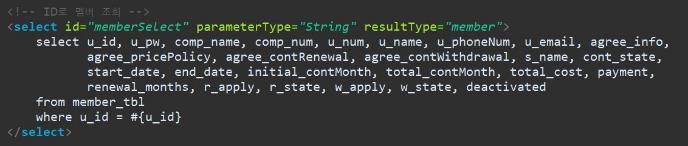 <!-- ID로 멤버 조회 -->
<select id="memberSelect" parameterType="String" resultType="member">
select u_id, u_pw, comp_name, comp_num, u_num, u_name, u_phoneNum, u_email, agree_info,
agree_pricePolicy, agree_contRenewal, agree_contWithdrawal, s_name, cont_state,
start_date, end_date, initial_contMonth, total_contMonth, total_cost, payment,
renewal_months, r_apply, r_state, w_apply, w_state, deactivated
from member_tbl
where u_id = #{u_id}
</select>